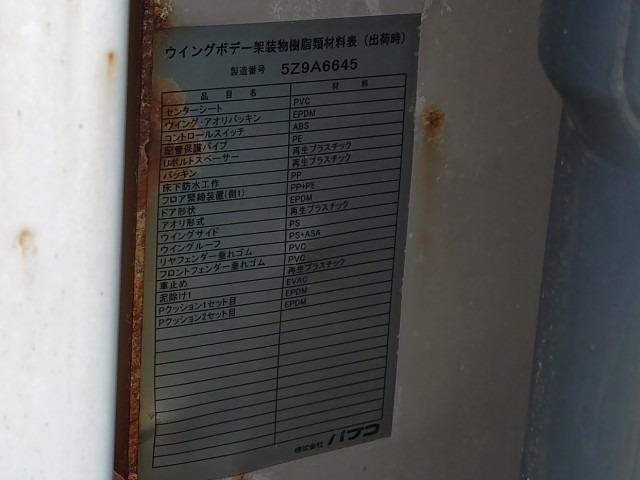 ウイングボデー架装物樹脂類材料表（出荷時）
製造番号 5Z9A6645
品目名 材料
センターシート PVC
ウイング・アオリパッキン EPDM
コントロールスイッチ ABS
配管保護パイプ PE
Uボルトスペーサー 再生プラスチック
パッキン 再生プラスチック
床下防水工作 PP
フロア緊締装置(側1) PP+PE
ドア形状 EPDM
アオリ形式 再生プラスチック
ウイングサイド PS
ウイングルーフ PS+ASA
リヤフェンダー垂れゴム PVC
フロントフェンダー垂れゴム PVC
車止め 再生プラスチック
泥除け1 EVAC
Pクッション1セット目 EPDM
Pクッション2セット目 EPDM
株式会社 パブコ